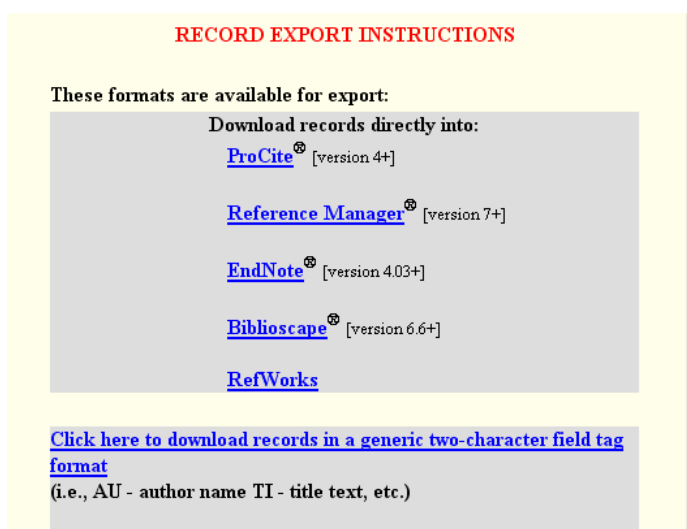 RECORD EXPORT INSTRUCTIONS
These formats are available for export:
Download records directly into:
ProCite® [version 4+]
Reference Manager® [version 7+]
EndNote® [version 4.03+]
Biblioscape® [version 6.6+]
RefWorks
Click here to download records in a generic two-character field tag
format
(i.e., AU - author name TI - title text, etc.)